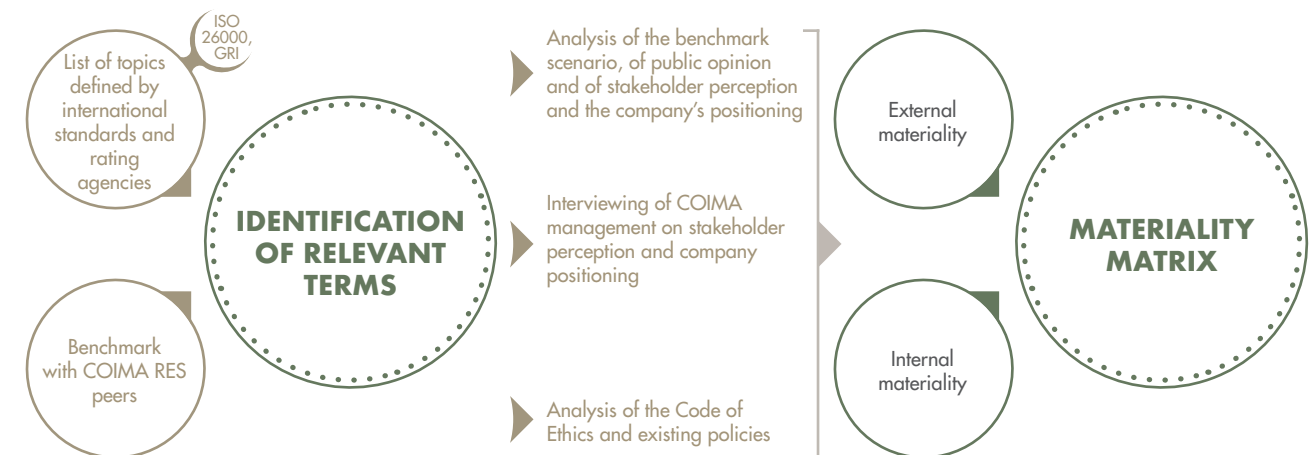 ISO
26000,
GRI
List of topics
defined by
international
standards and
rating
agencies
Benchmark
with COIMA RES
peers
IDENTIFICATION
OF RELEVANT
TERMS
Analysis of the benchmark
scenario, of public opinion
and of stakeholder perception
and the company's positioning
Interviewing of COIMA
management on stakeholder
perception and company
positioning
Analysis of the Code of
Ethics and existing policies
External
materiality
Internal
materiality
MATERIALITY
MATRIX